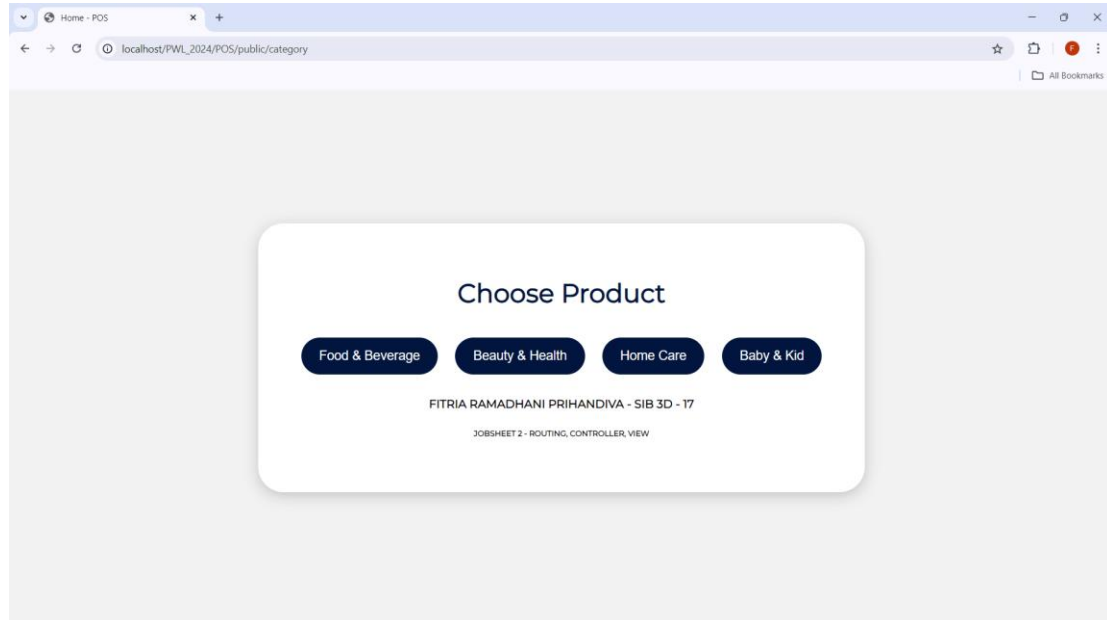 Home - POS
localhost/PWL_2024/POS/public/category
F
All Bookmarks
Choose Product
Food & Beverage Beauty & Health Home Care Baby & Kid
FITRIA RAMADHANI PRIHANDIVA - SIB 3D - 17
JOBSHEET 2 - ROUTING, CONTROLLER, VIEW